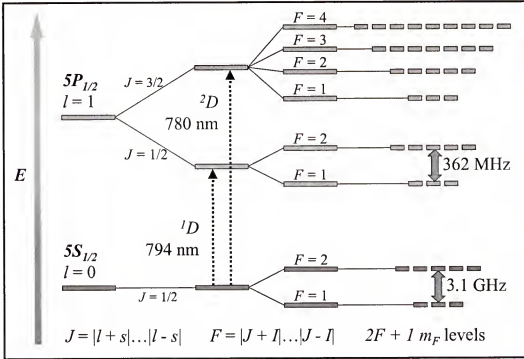 F = 4
F = 3
F = 2
F = 1
5P1/2
l = 1
J = 3/2
J = 1/2
²D
780 nm
F = 2
F = 1
362 MHz
E
¹D
794 nm
5S1/2
l = 0
J = 1/2
F = 2
F = 1
3.1 GHz
J = |l + s|…|l - s|
F = |J + I|…|J - I|
2F + 1 mF levels